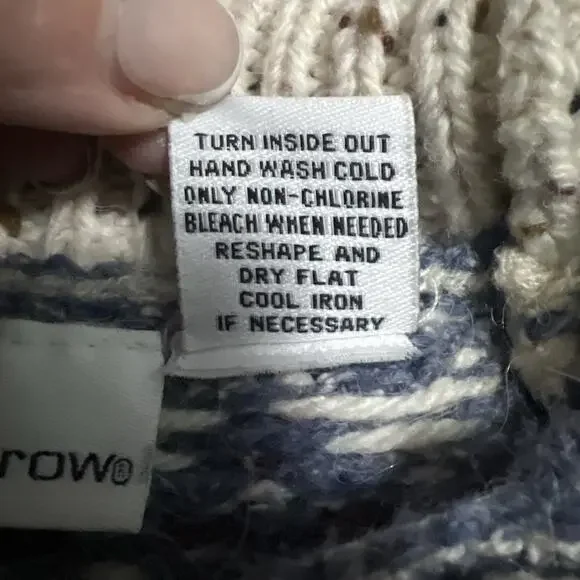 TURN INSIDE OUT
HAND WASH COLD
ONLY NON-CHLORINE
BLEACH WHEN NEEDED
RESHAPE AND
DRY FLAT
COOL IRON
IF NECESSARY
row®